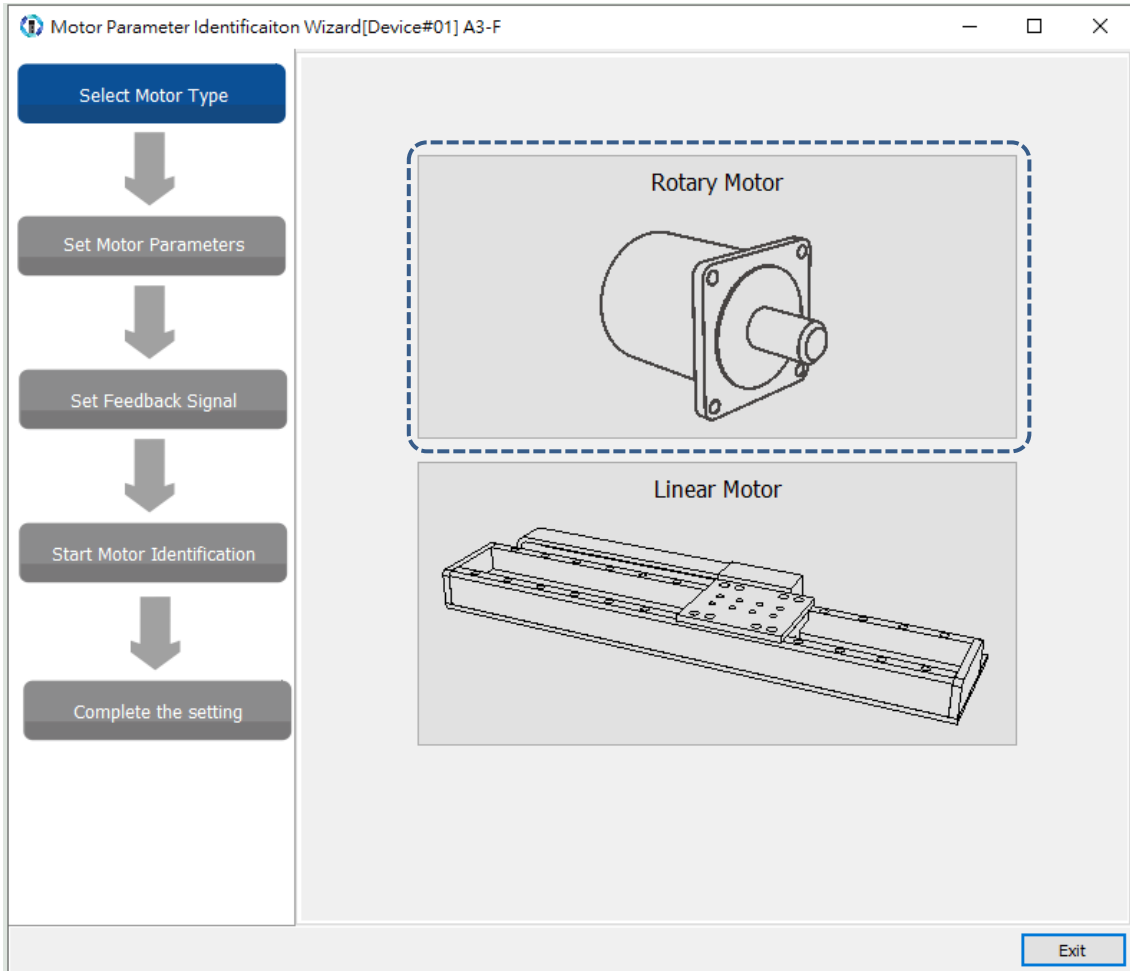 Motor Parameter Identificaiton Wizard[Device#01] A3-F
Select Motor Type
Set Motor Parameters
Set Feedback Signal
Start Motor Identification
Complete the setting
Rotary Motor
Linear Motor
Exit